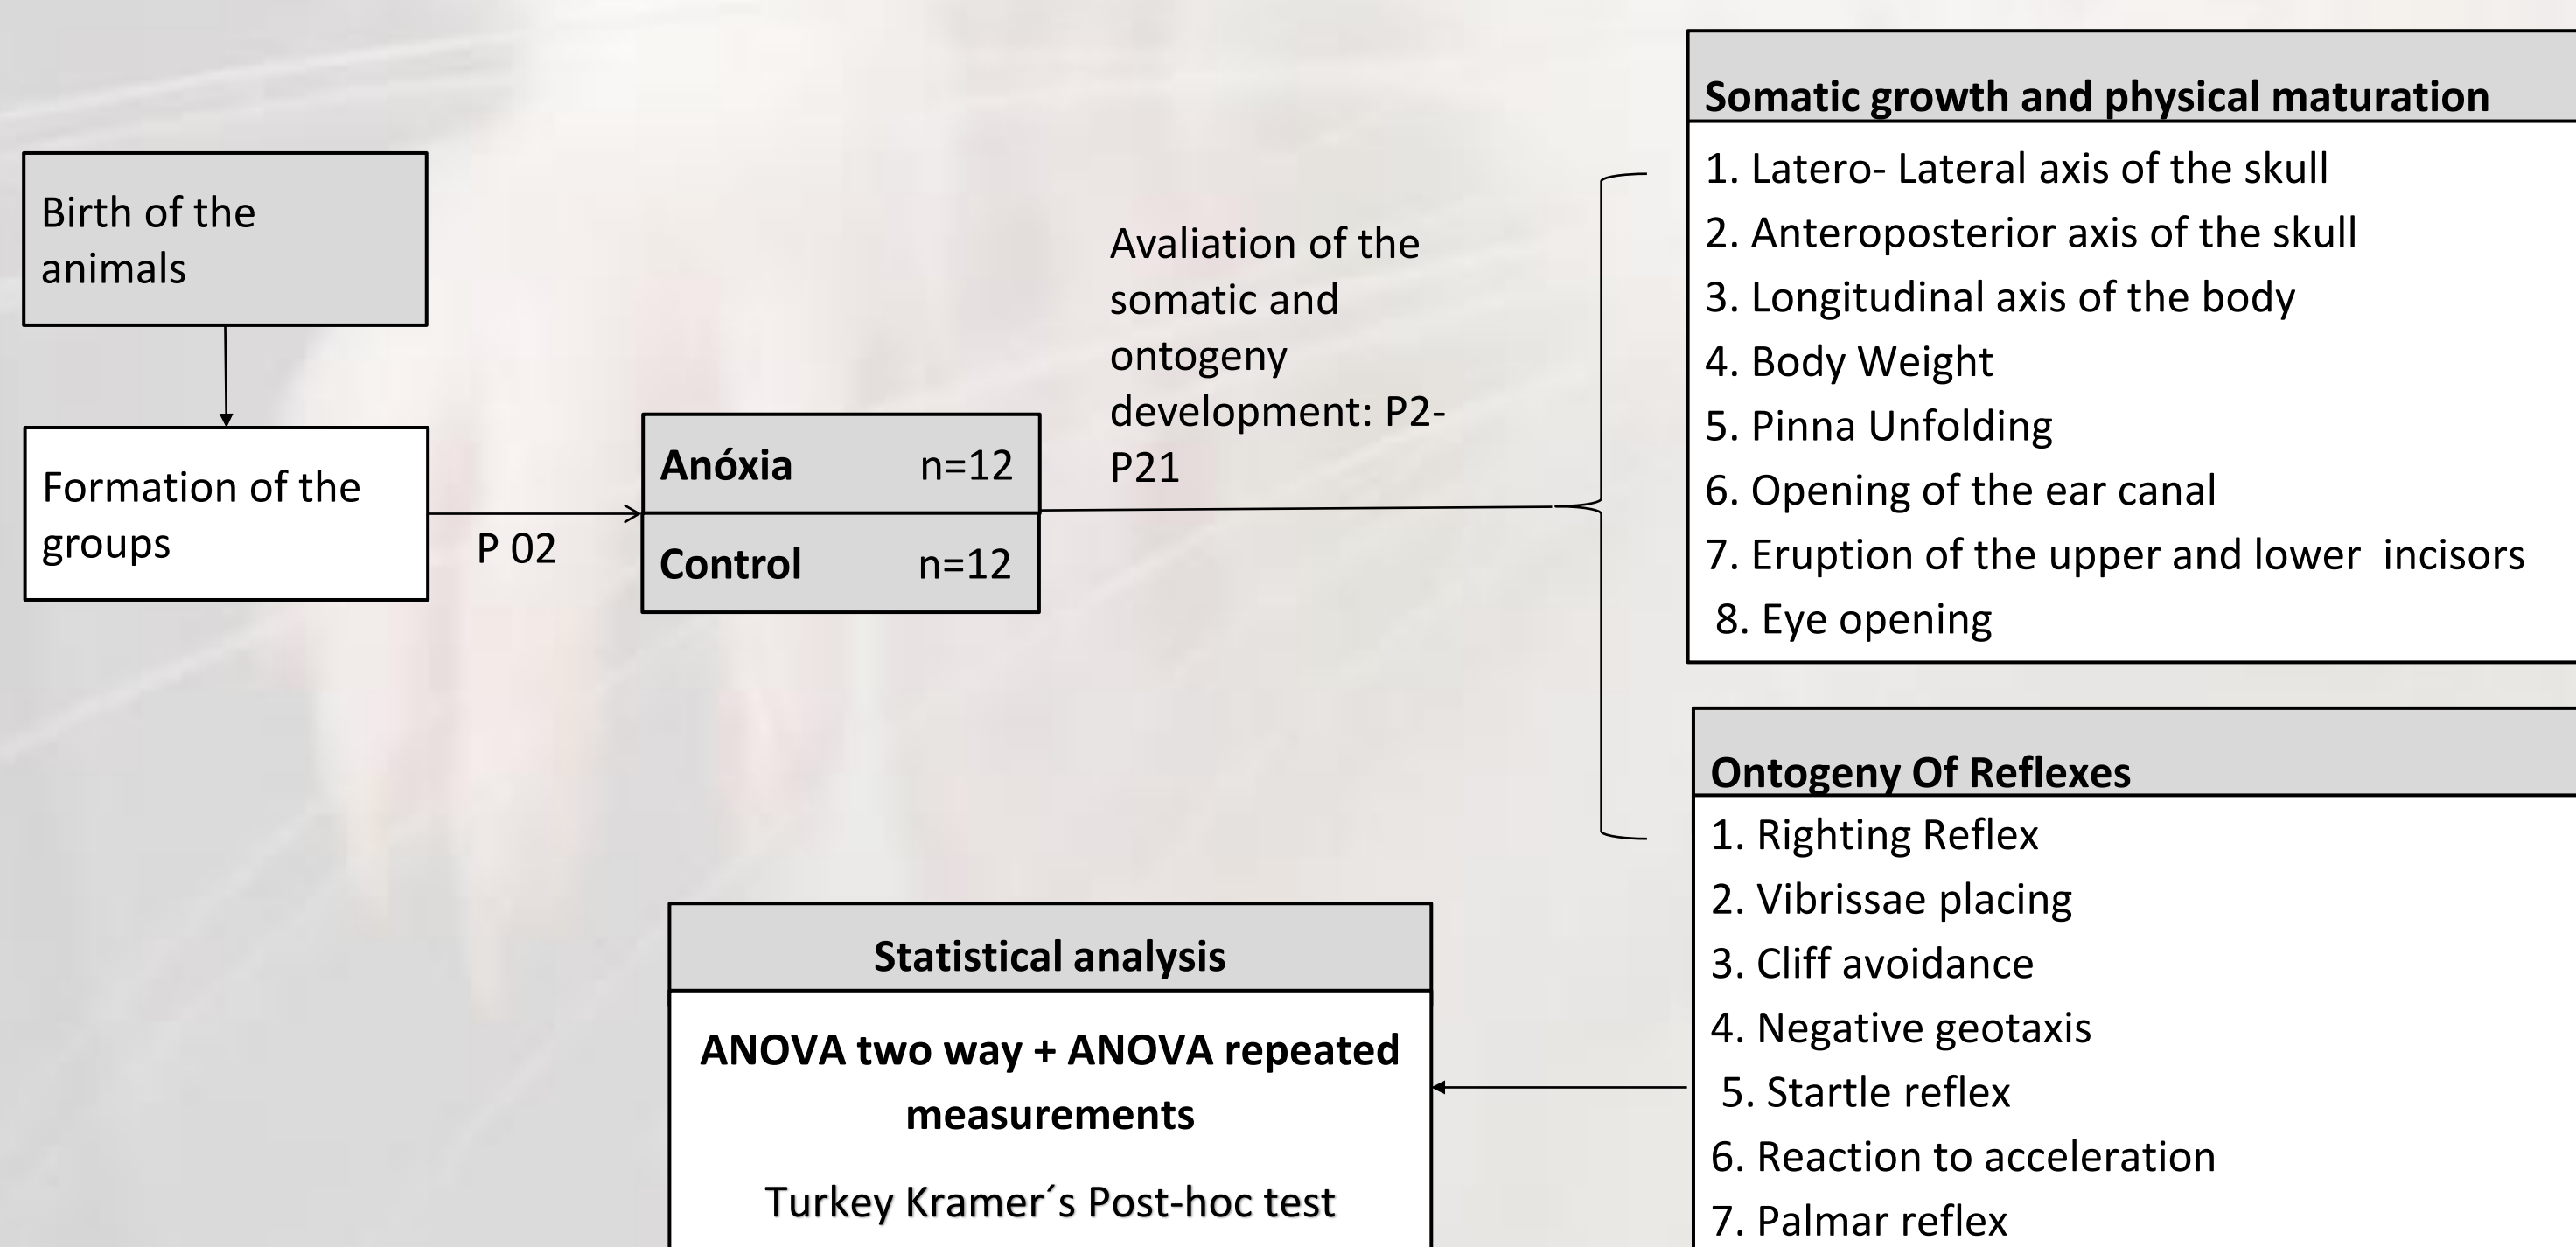 Birth of the
animals
Formation of the
groups
P 02
Anóxia n=12
Control n=12
Avaliation of the
somatic and
ontogeny
development: P2-
P21
Somatic growth and physical maturation
1. Latero- Lateral axis of the skull
2. Anteroposterior axis of the skull
3. Longitudinal axis of the body
4. Body Weight
5. Pinna Unfolding
6. Opening of the ear canal
7. Eruption of the upper and lower  incisors
8. Eye opening
Ontogeny Of Reflexes
1. Righting Reflex
2. Vibrissae placing
3. Cliff avoidance
4. Negative geotaxis
5. Startle reflex
6. Reaction to acceleration
7. Palmar reflex
Statistical analysis
ANOVA two way + ANOVA repeated
measurements
Turkey Kramer´s Post-hoc test